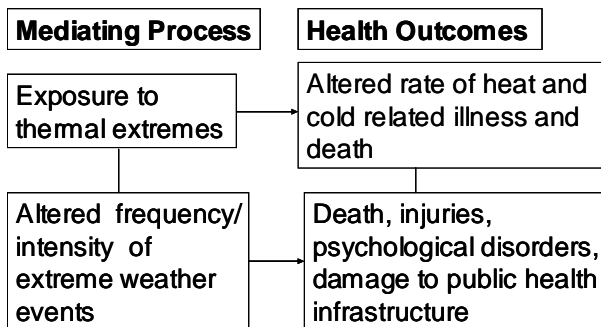 Mediating Process
Health Outcomes
Exposure to
thermal extremes
Altered rate of heat and
cold related illness and
death
Altered frequency/
intensity of
extreme weather
events
Death, injuries,
psychological disorders,
damage to public health
infrastructure